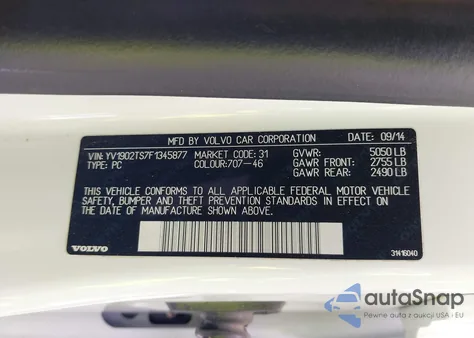 MFD BY VOLVO CAR CORPORATION DATE: 09/14
VIN: YV1902TS7F1345877 MARKET CODE: 31 GVWR: 5050 LB
TYPE: PC COLOUR: 707-46 GAWR FRONT: 2755 LB
GAWR REAR: 2490 LB
THIS VEHICLE CONFORMS TO ALL APPLICABLE FEDERAL MOTOR VEHICLE
SAFETY, BUMPER AND THEFT PREVENTION STANDARDS IN EFFECT ON THE
DATE OF MANUFACTURE SHOWN ABOVE.
VOLVO
31416040
autoSnap
Pewne auta z aukcji USA i EU